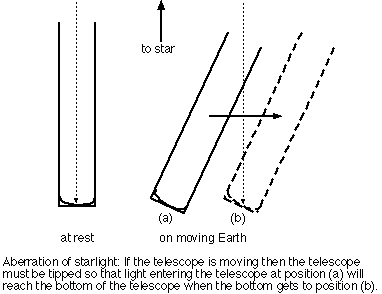 to star
(a)
(b)
at rest
on moving Earth
Aberration of starlight: If the telescope is moving then the telescope
must be tipped so that light entering the telescope at position (a) will
reach the bottom of the telescope when the bottom gets to position (b).